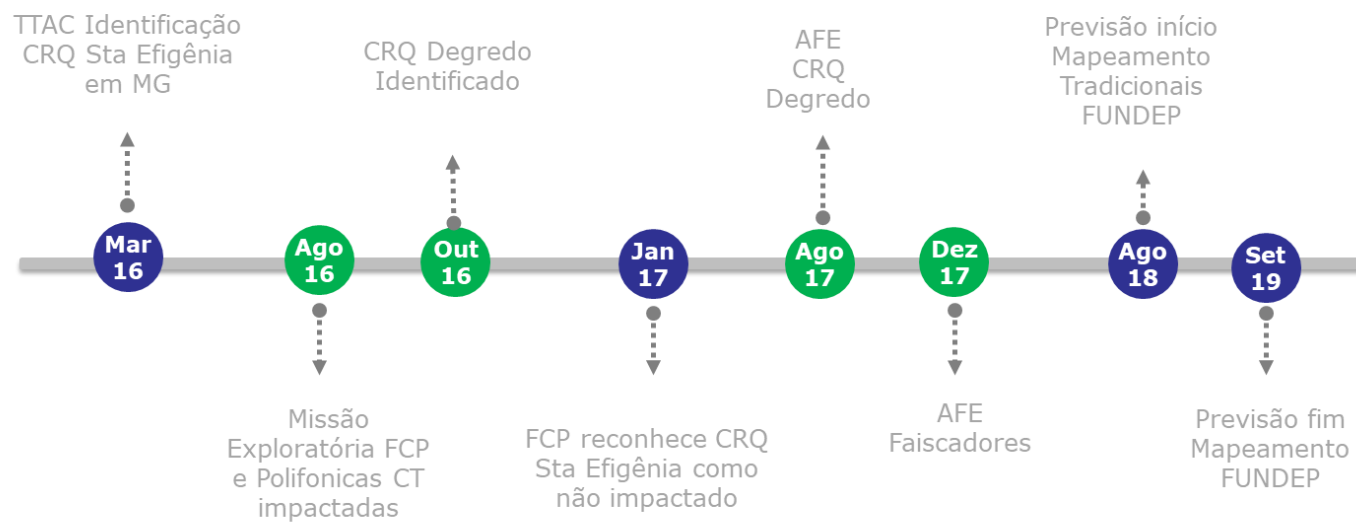 TTAC Identificação
CRQ Sta Efigênia
em MG
CRQ Degredo
Identificado
AFE
CRQ
Degredo
Previsão início
Mapeamento
Tradicionais
FUNDEP
Mar
16
Ago
16
Out
16
Jan
17
Ago
17
Dez
17
Ago
18
Set
19
Missão
Exploratória FCP
e Polifonicas CT
impactadas
FCP reconhece CRQ
Sta Efigênia como
não impactado
AFE
Faiscadores
Previsão fim
Mapeamento
FUNDEP